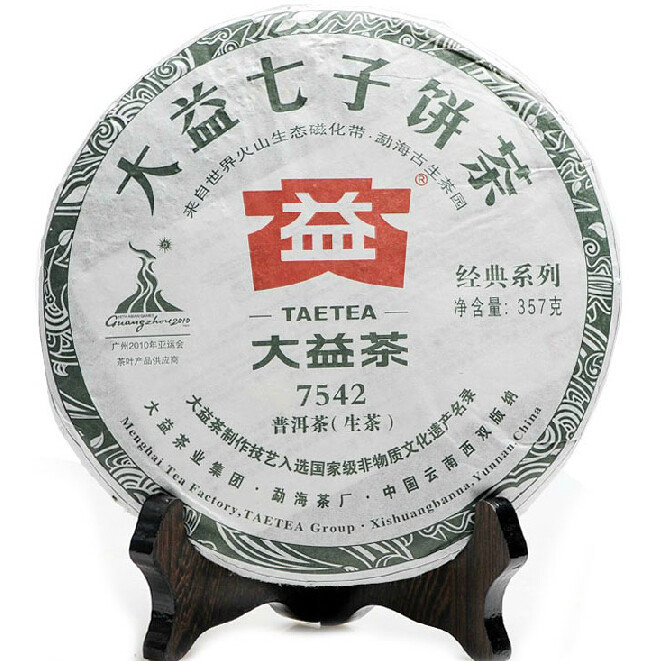 大益七子饼茶
来自世界火山生态磁化带·勐海古生茶园
益
®
TAETEA
大益茶
7542
普洱茶(生茶)
经典系列
净含量: 357克
Guangzhou2010
广州2010年亚运会
茶叶产品供应商
大益茶制作技艺入选国家级非物质文化遗产名录
大益茶业集团·勐海茶厂·中国云南西双版纳
Menghai Tea Factory,TAETEA Group · Xishuangbanna,Yunnan,China